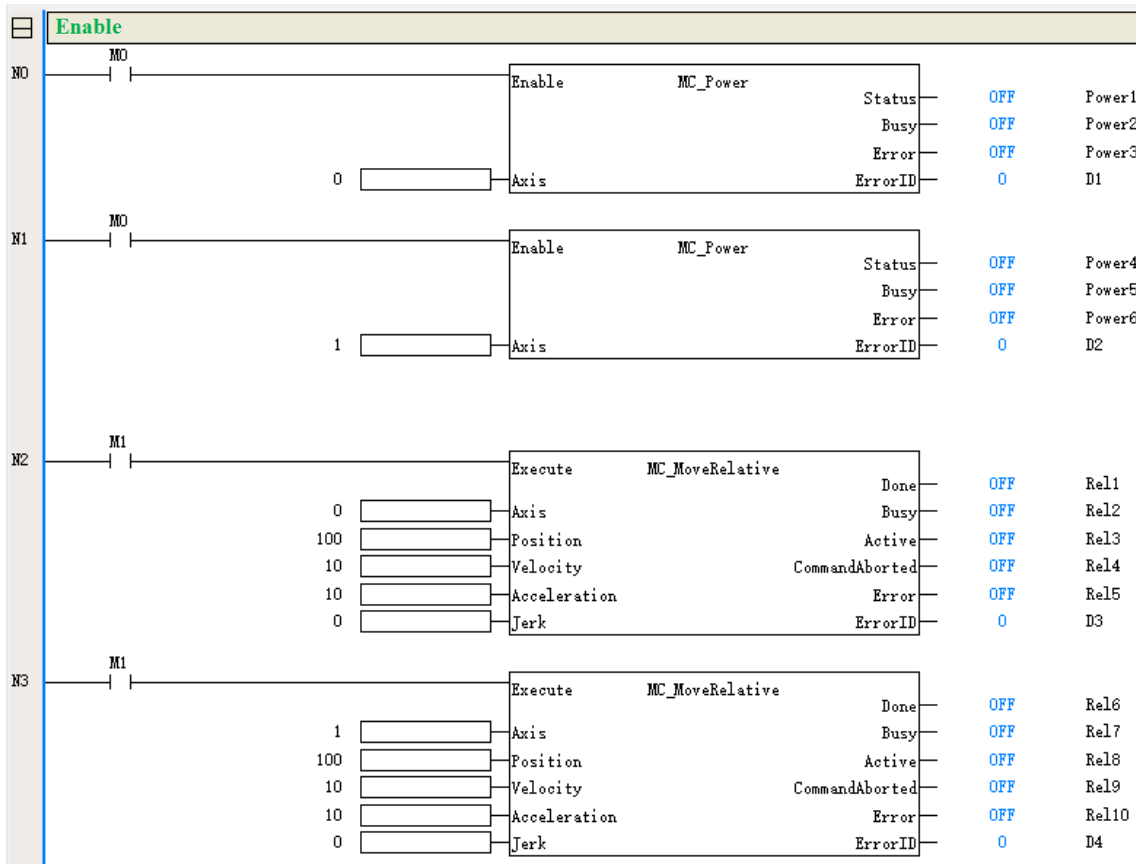 Enable
M0
N0
Enable MC_Power
Status OFF Power1
Busy OFF Power2
Error OFF Power3
0 Axis ErrorID 0 D1
M0
N1
Enable MC_Power
Status OFF Power4
Busy OFF Power5
Error OFF Power6
1 Axis ErrorID 0 D2
M1
N2
Execute MC_MoveRelative
Done OFF Rel1
0 Axis Busy OFF Rel2
100 Position Active OFF Rel3
10 Velocity CommandAborted OFF Rel4
10 Acceleration Error OFF Rel5
0 Jerk ErrorID 0 D3
M1
N3
Execute MC_MoveRelative
Done OFF Rel6
1 Axis Busy OFF Rel7
100 Position Active OFF Rel8
10 Velocity CommandAborted OFF Rel9
10 Acceleration Error OFF Rel10
0 Jerk ErrorID 0 D4